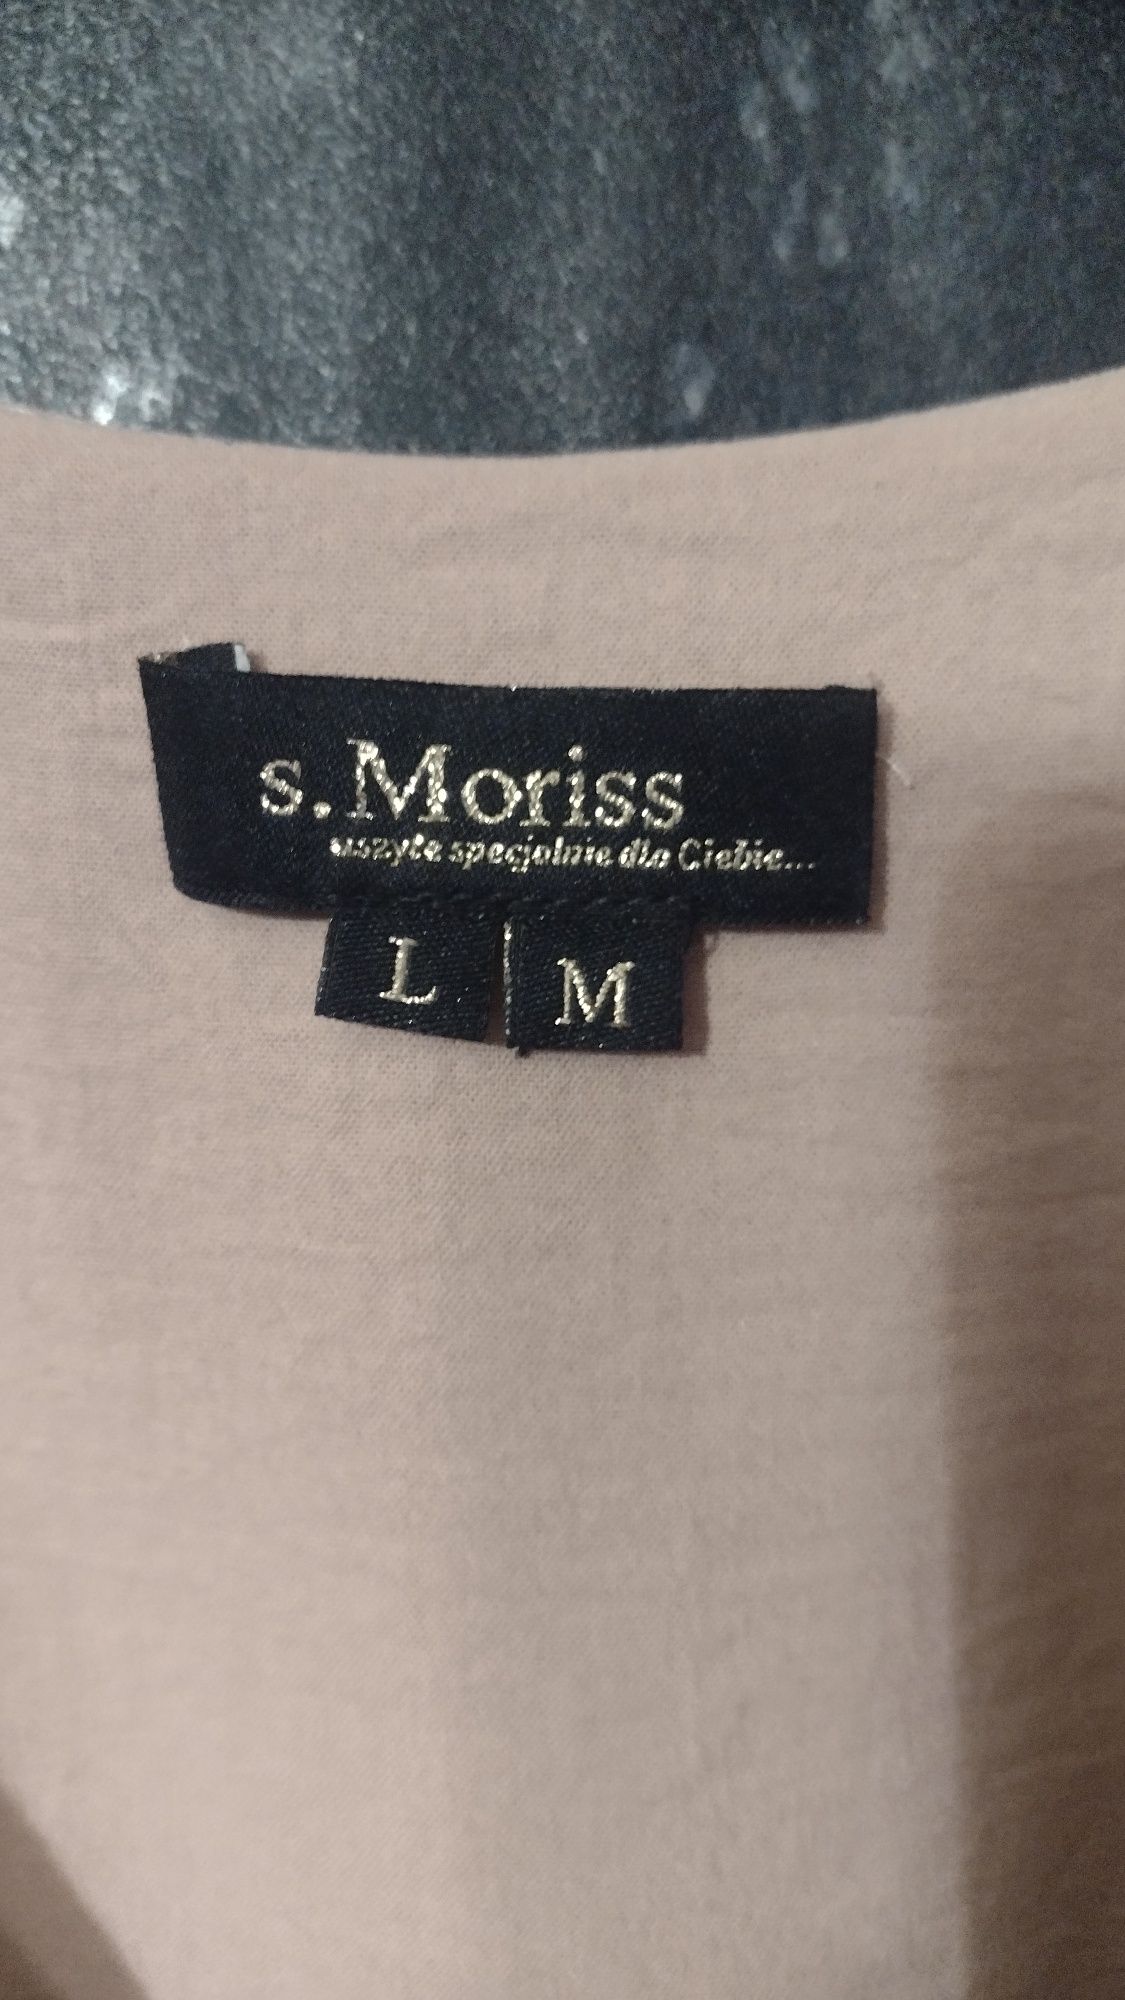 s.Moriss
uszyte specjalnie dla Ciebie...
L M